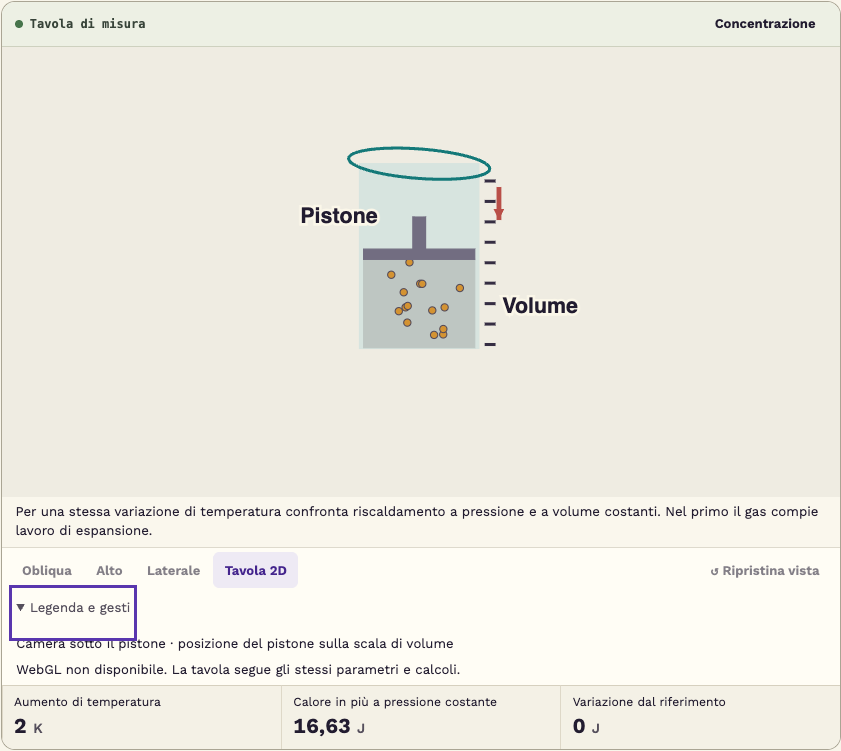 Tavola di misura
Concentrazione
Pistone
Volume
Per una stessa variazione di temperatura confronta riscaldamento a pressione e a volume costanti. Nel primo il gas compie
lavoro di espansione.
Obliqua Alto Laterale Tavola 2D ↺ Ripristina vista
▼ Legenda e gesti
Camera sotto il pistone · posizione del pistone sulla scala di volume
WebGL non disponibile. La tavola segue gli stessi parametri e calcoli.
Aumento di temperatura
2 K
Calore in più a pressione costante
16,63 J
Variazione dal riferimento
0 J